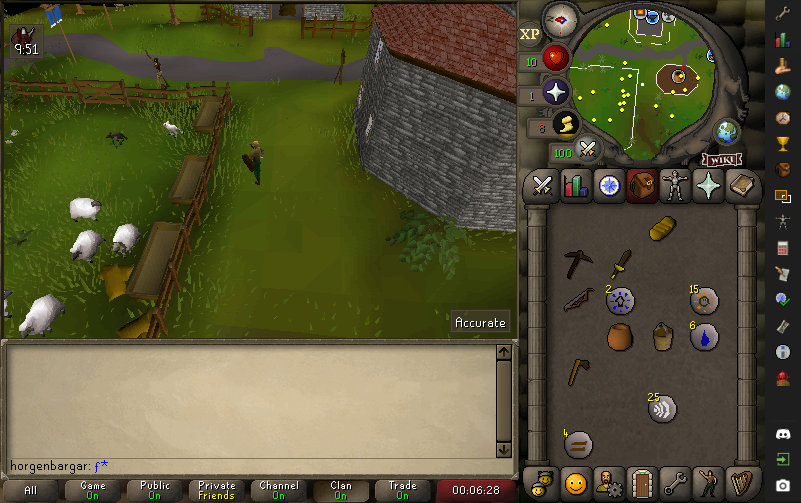 9:51
XP
10
1
8
100
WIKI
Accurate
2
15
6
25
4
horgenbargar: ƒ*
All
Game
On
Public
On
Private
Friends
Channel
On
Clan
On
Trade
On
00:06:28